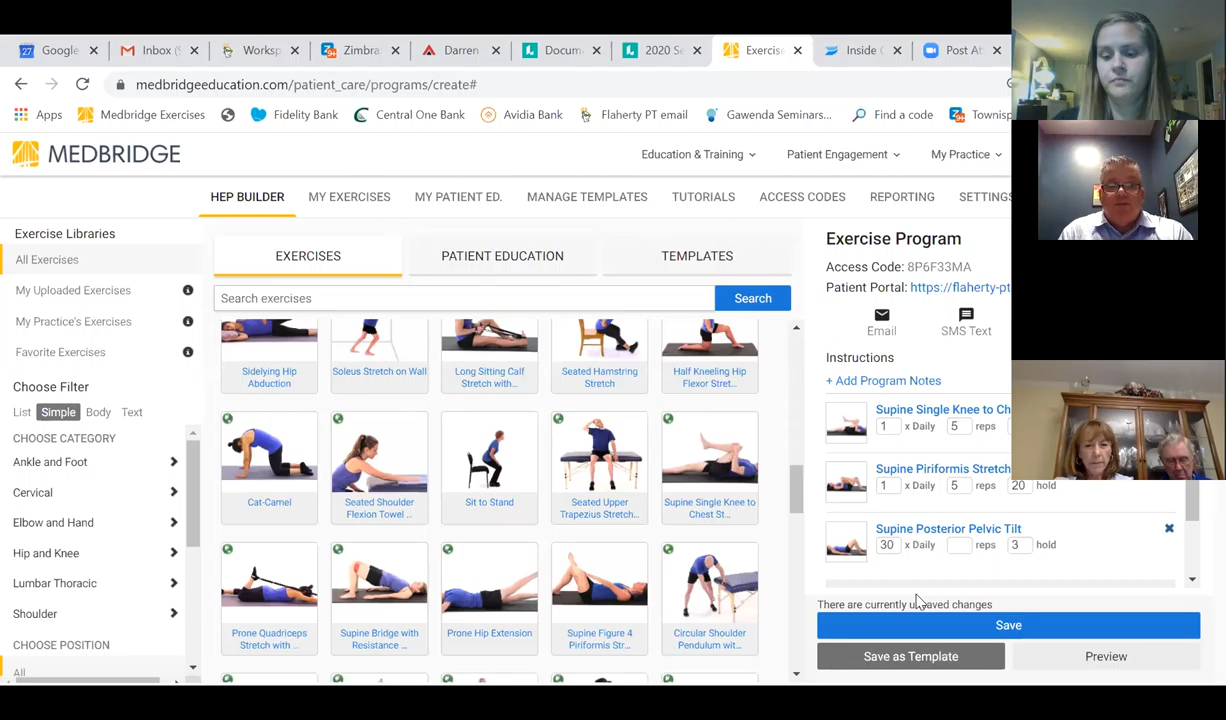 27 Google
Inbox (
Worksp
Zimbra
Darren
Docum
2020 Se
Exercise
Inside
Post At
medbridgeeducation.com/patient_care/programs/create#
Apps
Medbridge Exercises
Fidelity Bank
Central One Bank
Avidia Bank
Flaherty PT email
Gawenda Seminars...
Find a code
Townisp
MEDBRIDGE
Education & Training
Patient Engagement
My Practice
HEP BUILDER
MY EXERCISES
MY PATIENT ED.
MANAGE TEMPLATES
TUTORIALS
ACCESS CODES
REPORTING
SETTINGS
Exercise Libraries
All Exercises
My Uploaded Exercises
My Practice's Exercises
Favorite Exercises
Choose Filter
List Simple Body Text
CHOOSE CATEGORY
Ankle and Foot
Cervical
Elbow and Hand
Hip and Knee
Lumbar Thoracic
Shoulder
CHOOSE POSITION
All
EXERCISES
PATIENT EDUCATION
TEMPLATES
Search exercises
Search
Sidelying Hip
Abduction
Soleus Stretch on Wall
Long Sitting Calf
Stretch with...
Seated Hamstring
Stretch
Half Kneeling Hip
Flexor Stret...
Cat-Camel
Seated Shoulder
Flexion Towel ...
Sit to Stand
Seated Upper
Trapezius Stretch...
Supine Single Knee to
Chest St...
Prone Quadriceps
Stretch with ...
Supine Bridge with
Resistance ...
Prone Hip Extension
Supine Figure 4
Piriformis Str...
Circular Shoulder
Pendulum wit...
Exercise Program
Access Code: 8P6F33MA
Patient Portal: https://flaherty-pt
Email
SMS Text
Instructions
+ Add Program Notes
Supine Single Knee to Ch
1 x Daily 5 reps
Supine Piriformis Stretch
1 x Daily 5 reps 20 hold
Supine Posterior Pelvic Tilt
30 x Daily reps 3 hold
There are currently unsaved changes
Save
Save as Template
Preview